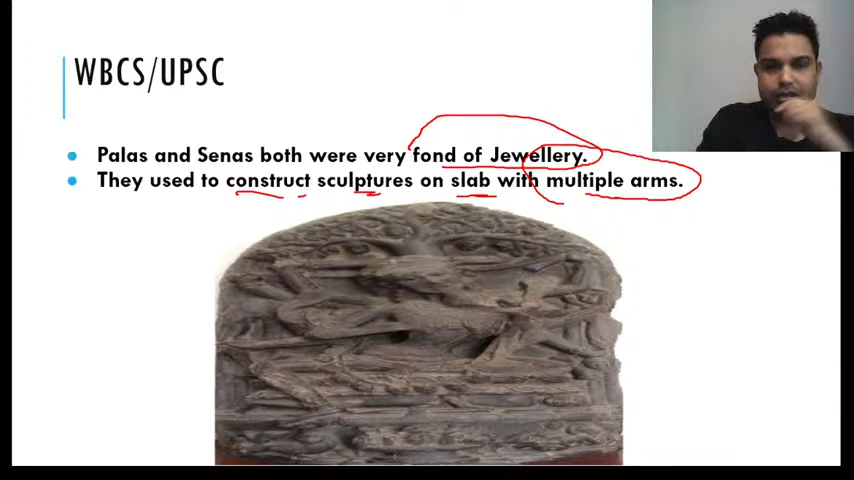 WBCS/UPSC
Palas and Senas both were very fond of Jewellery.
They used to construct sculptures on slab with multiple arms.